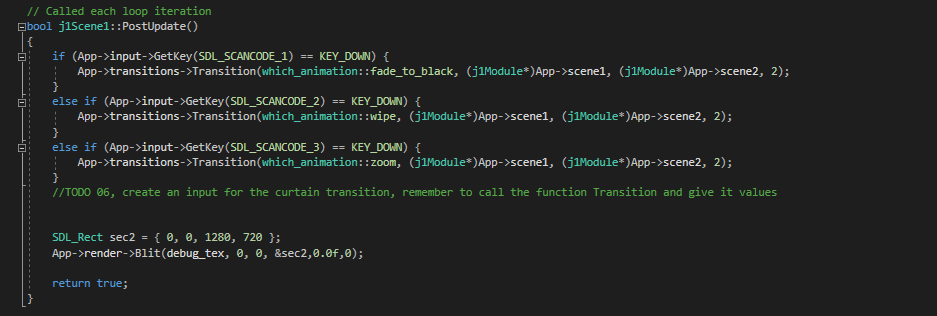 // Called each loop iteration
bool j1Scene1::PostUpdate()
{
if (App->input->GetKey(SDL_SCANCODE_1) == KEY_DOWN) {
App->transitions->Transition(which_animation::fade_to_black, (j1Module*)App->scene1, (j1Module*)App->scene2, 2);
}
else if (App->input->GetKey(SDL_SCANCODE_2) == KEY_DOWN) {
App->transitions->Transition(which_animation::wipe, (j1Module*)App->scene1, (j1Module*)App->scene2, 2);
}
else if (App->input->GetKey(SDL_SCANCODE_3) == KEY_DOWN) {
App->transitions->Transition(which_animation::zoom, (j1Module*)App->scene1, (j1Module*)App->scene2, 2);
}
//TODO 06, create an input for the curtain transition, remember to call the function Transition and give it values
SDL_Rect sec2 = { 0, 0, 1280, 720 };
App->render->Blit(debug_tex, 0, 0, &sec2,0.0f,0);
return true;
}